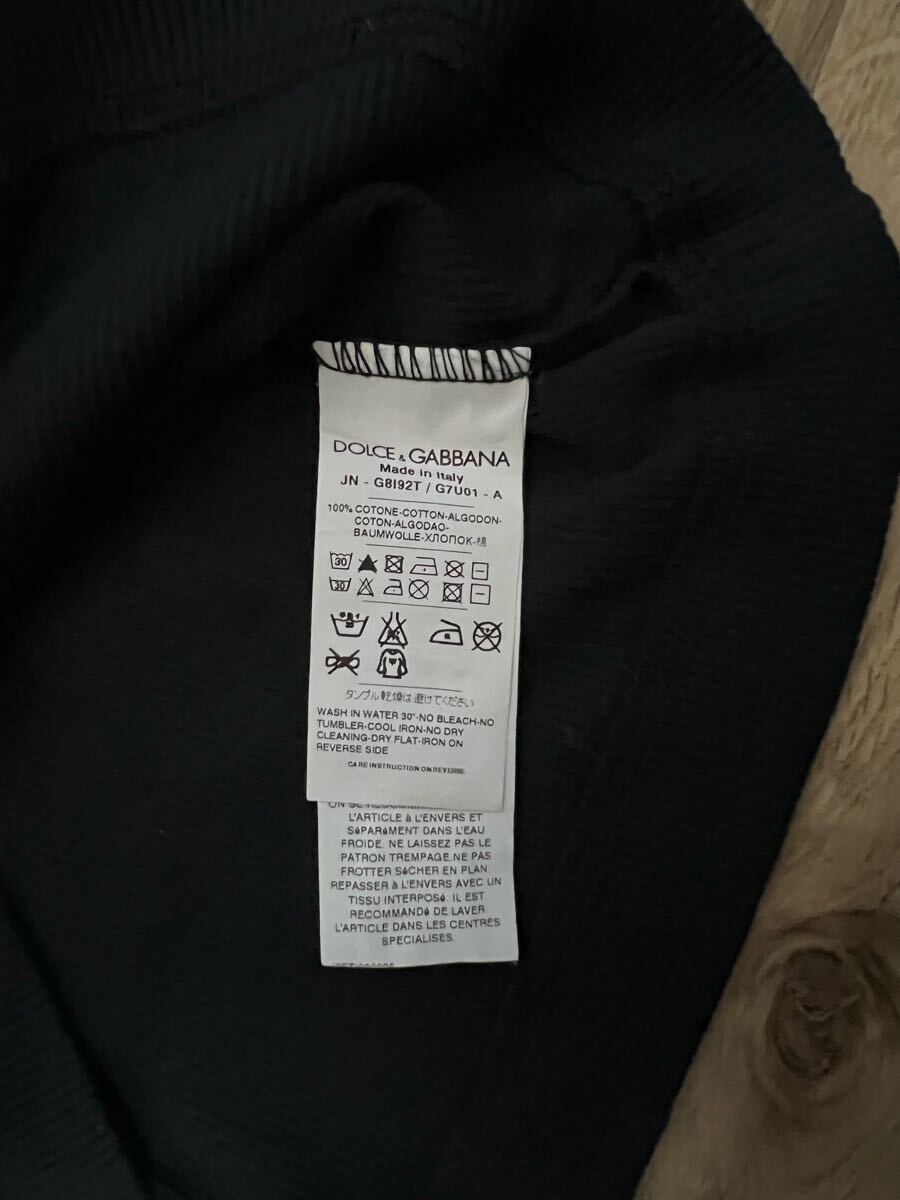 DOLCE & GABBANA
Made in Italy
JN - G8I92T / G7U01 - A
100% COTONE-COTTON-ALGODON-
COTON-ALGODAO-
BAUMWOLLE-ХЛОПОК-棉
30
30
タンブル乾燥は避けてください
WASH IN WATER 30°-NO BLEACH-NO
TUMBLER-COOL IRON-NO DRY
CLEANING-DRY FLAT-IRON ON
REVERSE SIDE
CARE INSTRUCTION ON REVERSE
L'ARTICLE à L'ENVERS ET
SéPARéMENT DANS L'EAU
FROIDE. NE LAISSEZ PAS LE
PATRON TREMPAGE.NE PAS
FROTTER SéCHER EN PLAN
REPASSER à L'ENVERS AVEC UN
TISSU INTERPOSé. IL EST
RECOMMANDé DE LAVER
L'ARTICLE DANS LES CENTRES
SPECIALISES